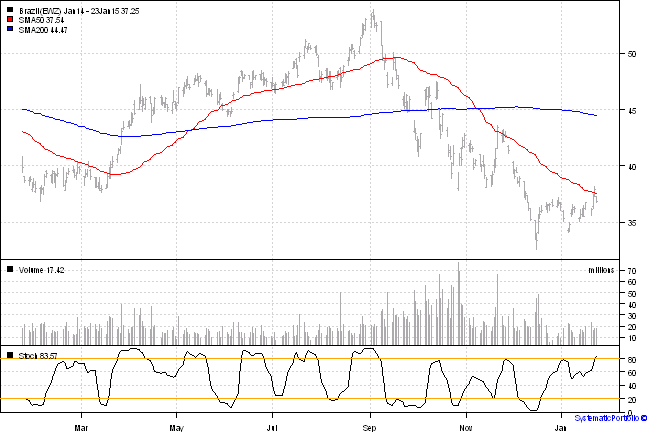 Brazil(EWZ) Jan14 - 23Jan15 37.25
SMA50 37.54
SMA200 44.47
50
45
40
35
Volume 17.42
millions
70
60
50
40
30
20
10
Stoch 83.57
80
60
40
20
0
Mar May Jul Sep Nov Jan
SystematicPortfolio ©